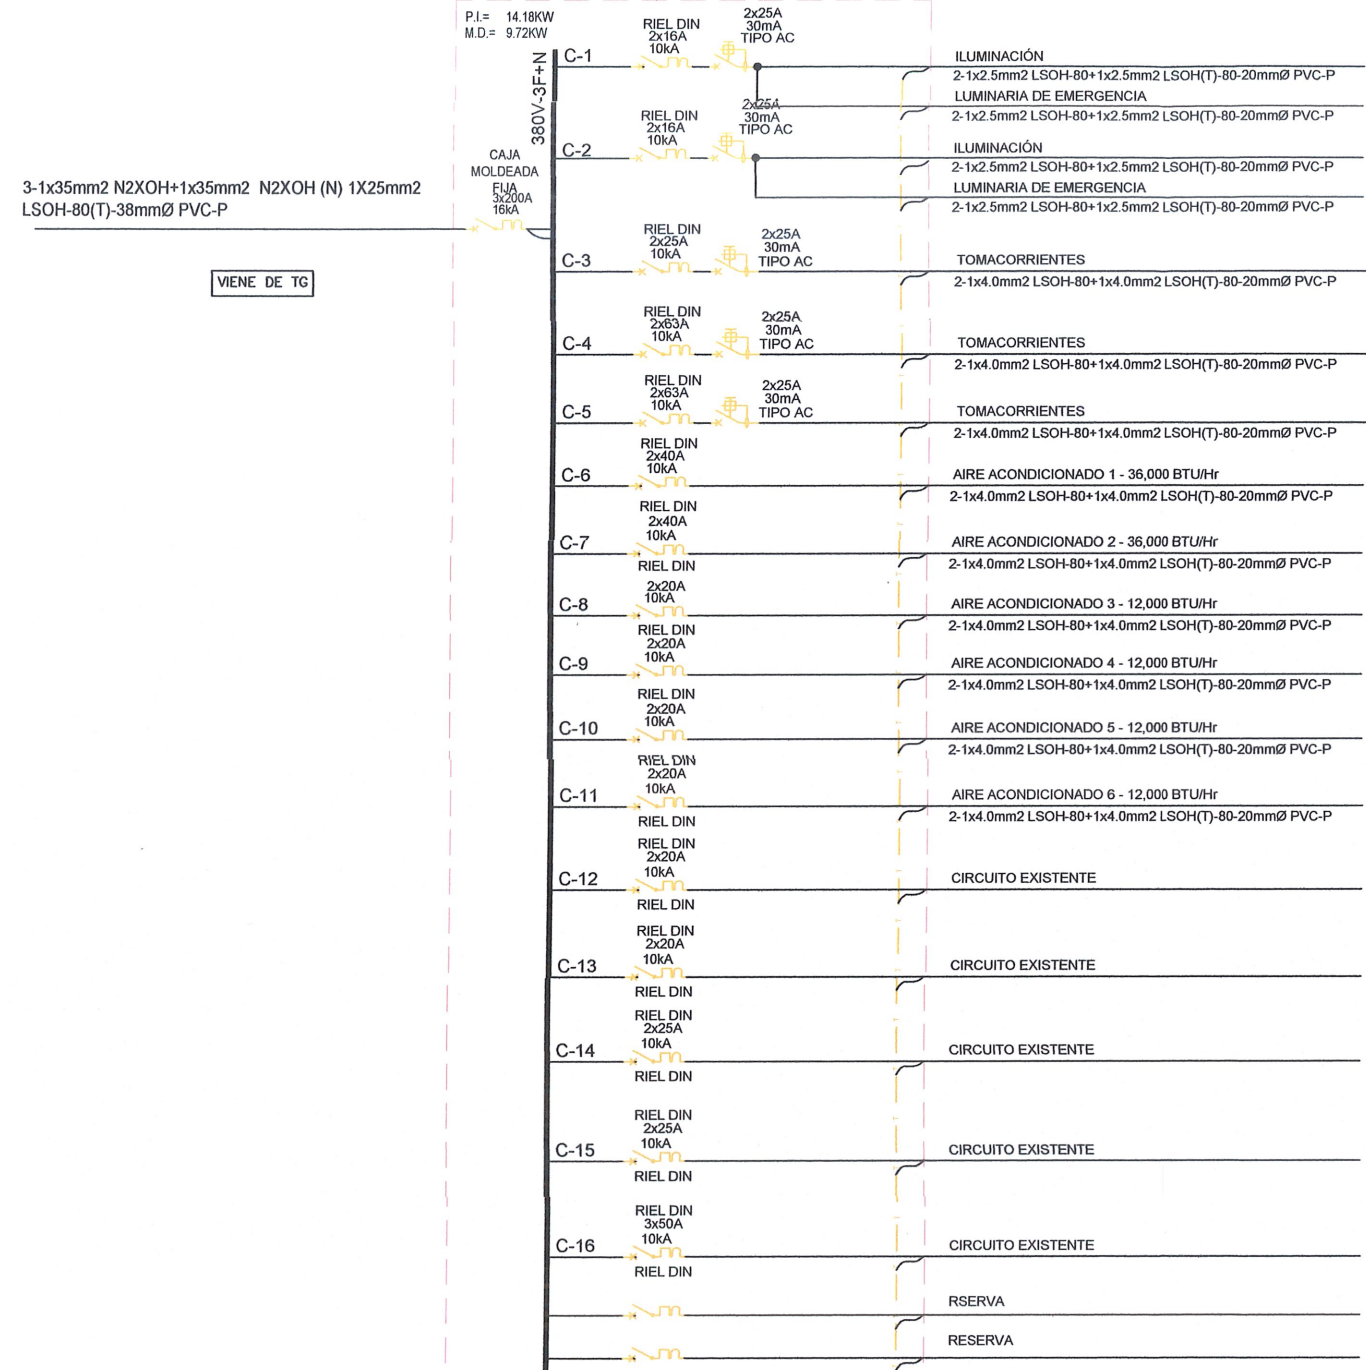 P.I.= 14.18KW
M.D.= 9.72KW
380V-3F+N
CAJA
MOLDEADA
FIJA
3x200A
16kA
3-1x35mm2 N2XOH+1x35mm2 N2XOH (N) 1X25mm2
LSOH-80(T)-38mmØ PVC-P
VIENE DE TG
C-1
RIEL DIN
2x16A
10kA
2x25A
30mA
TIPO AC
ILUMINACIÓN
2-1x2.5mm2 LSOH-80+1x2.5mm2 LSOH(T)-80-20mmØ PVC-P
LUMINARIA DE EMERGENCIA
2-1x2.5mm2 LSOH-80+1x2.5mm2 LSOH(T)-80-20mmØ PVC-P
C-2
RIEL DIN
2x16A
10kA
2x25A
30mA
TIPO AC
ILUMINACIÓN
2-1x2.5mm2 LSOH-80+1x2.5mm2 LSOH(T)-80-20mmØ PVC-P
LUMINARIA DE EMERGENCIA
2-1x2.5mm2 LSOH-80+1x2.5mm2 LSOH(T)-80-20mmØ PVC-P
C-3
RIEL DIN
2x25A
10kA
2x25A
30mA
TIPO AC
TOMACORRIENTES
2-1x4.0mm2 LSOH-80+1x4.0mm2 LSOH(T)-80-20mmØ PVC-P
C-4
RIEL DIN
2x63A
10kA
2x25A
30mA
TIPO AC
TOMACORRIENTES
2-1x4.0mm2 LSOH-80+1x4.0mm2 LSOH(T)-80-20mmØ PVC-P
C-5
RIEL DIN
2x63A
10kA
2x25A
30mA
TIPO AC
TOMACORRIENTES
2-1x4.0mm2 LSOH-80+1x4.0mm2 LSOH(T)-80-20mmØ PVC-P
C-6
RIEL DIN
2x40A
10kA
AIRE ACONDICIONADO 1 - 36,000 BTU/Hr
2-1x4.0mm2 LSOH-80+1x4.0mm2 LSOH(T)-80-20mmØ PVC-P
C-7
RIEL DIN
2x40A
10kA
RIEL DIN
AIRE ACONDICIONADO 2 - 36,000 BTU/Hr
2-1x4.0mm2 LSOH-80+1x4.0mm2 LSOH(T)-80-20mmØ PVC-P
C-8
2x20A
10kA
AIRE ACONDICIONADO 3 - 12,000 BTU/Hr
2-1x4.0mm2 LSOH-80+1x4.0mm2 LSOH(T)-80-20mmØ PVC-P
C-9
RIEL DIN
2x20A
10kA
AIRE ACONDICIONADO 4 - 12,000 BTU/Hr
2-1x4.0mm2 LSOH-80+1x4.0mm2 LSOH(T)-80-20mmØ PVC-P
C-10
RIEL DIN
2x20A
10kA
AIRE ACONDICIONADO 5 - 12,000 BTU/Hr
2-1x4.0mm2 LSOH-80+1x4.0mm2 LSOH(T)-80-20mmØ PVC-P
C-11
RIEL DIN
2x20A
10kA
RIEL DIN
AIRE ACONDICIONADO 6 - 12,000 BTU/Hr
2-1x4.0mm2 LSOH-80+1x4.0mm2 LSOH(T)-80-20mmØ PVC-P
C-12
RIEL DIN
2x20A
10kA
RIEL DIN
CIRCUITO EXISTENTE
C-13
RIEL DIN
2x20A
10kA
RIEL DIN
CIRCUITO EXISTENTE
C-14
RIEL DIN
2x25A
10kA
RIEL DIN
CIRCUITO EXISTENTE
C-15
RIEL DIN
2x25A
10kA
RIEL DIN
CIRCUITO EXISTENTE
C-16
RIEL DIN
3x50A
10kA
RIEL DIN
CIRCUITO EXISTENTE
RSERVA
RESERVA